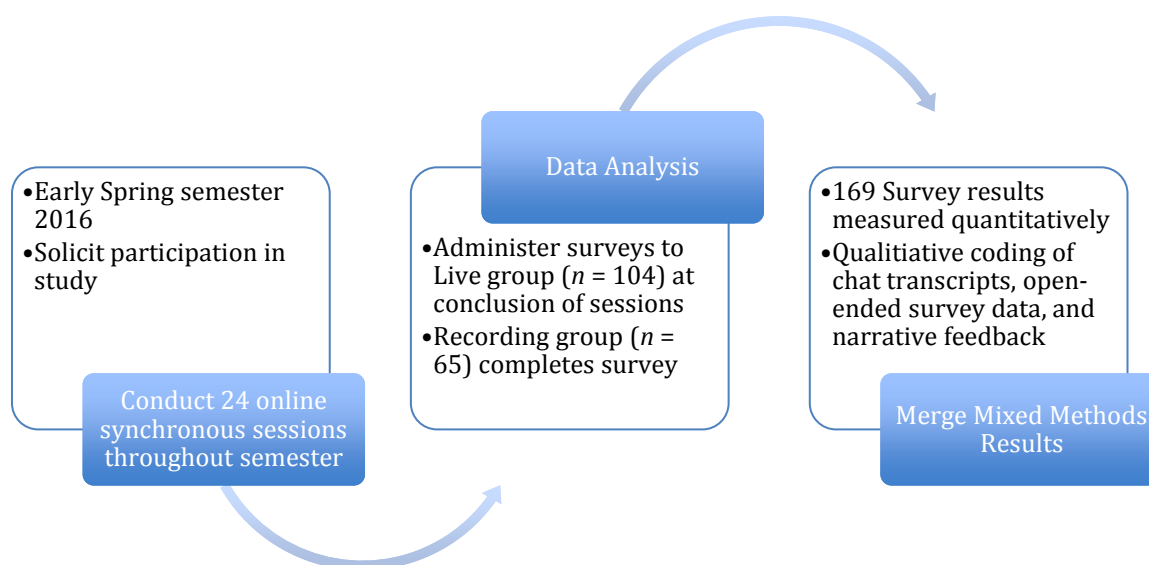 •Early Spring semester
2016
•Solicit participation in
study
Conduct 24 online
synchronous sessions
throughout semester
Data Analysis
•Administer surveys to
Live group (n = 104) at
conclusion of sessions
•Recording group (n =
65) completes survey
•169 Survey results
measured quantitatively
•Qualitiative coding of
chat transcripts, open-
ended survey data, and
narrative feedback
Merge Mixed Methods
Results